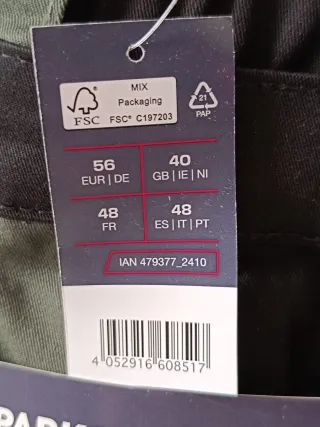 MIX
Packaging
FSC
FSC® C197203
21
PAP
56
EUR|DE
40
GB|IE|NI
48
FR
48
ES|IT|PT
IAN 479377_2410
4 052916 608517